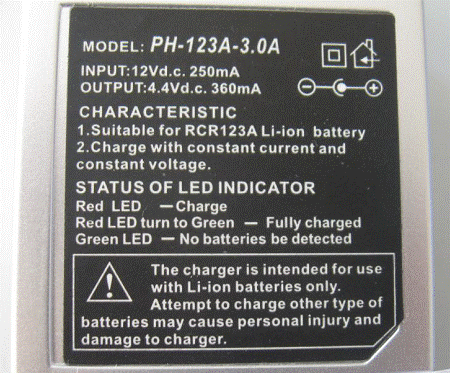 MODEL: PH-123A-3.0A
INPUT:12Vd.c. 250mA
OUTPUT:4.4Vd.c. 360mA
CHARACTERISTIC
1.Suitable for RCR123A Li-ion battery
2.Charge with constant current and
constant voltage.
STATUS OF LED INDICATOR
Red LED — Charge
Red LED turn to Green — Fully charged
Green LED — No batteries be detected
The charger is intended for use
with Li-ion batteries only.
Attempt to charge other type of
batteries may cause personal injury and
damage to charger.